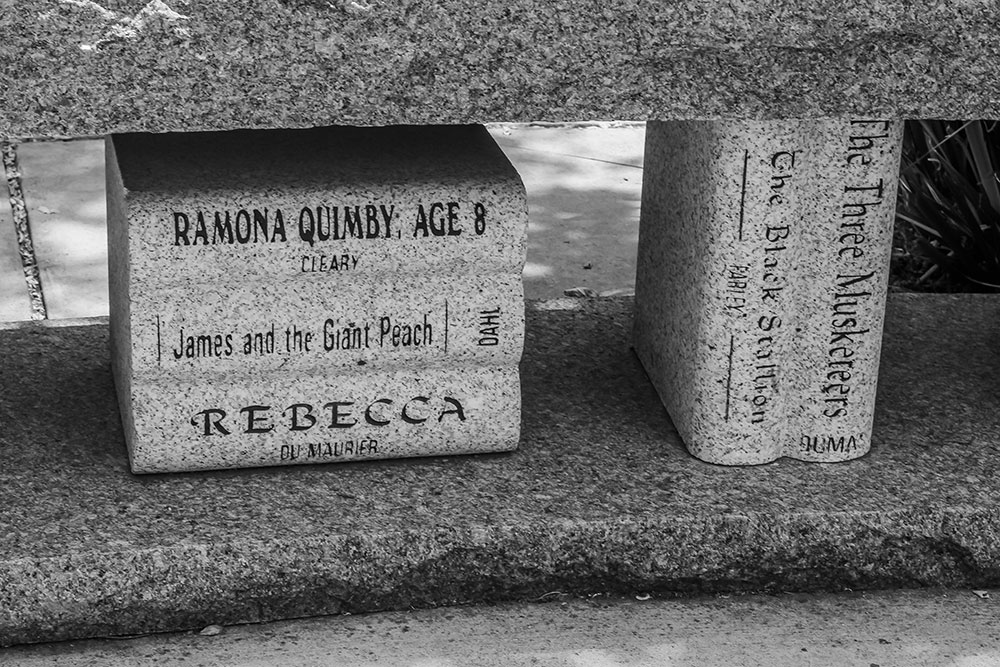 RAMONA QUIMBY, AGE 8
CLEARY
James and the Giant Peach
DAHL
REBECCA
DU MAURIER
The Black Stallion
FARLEY
The Three Musketeers
DUMAS